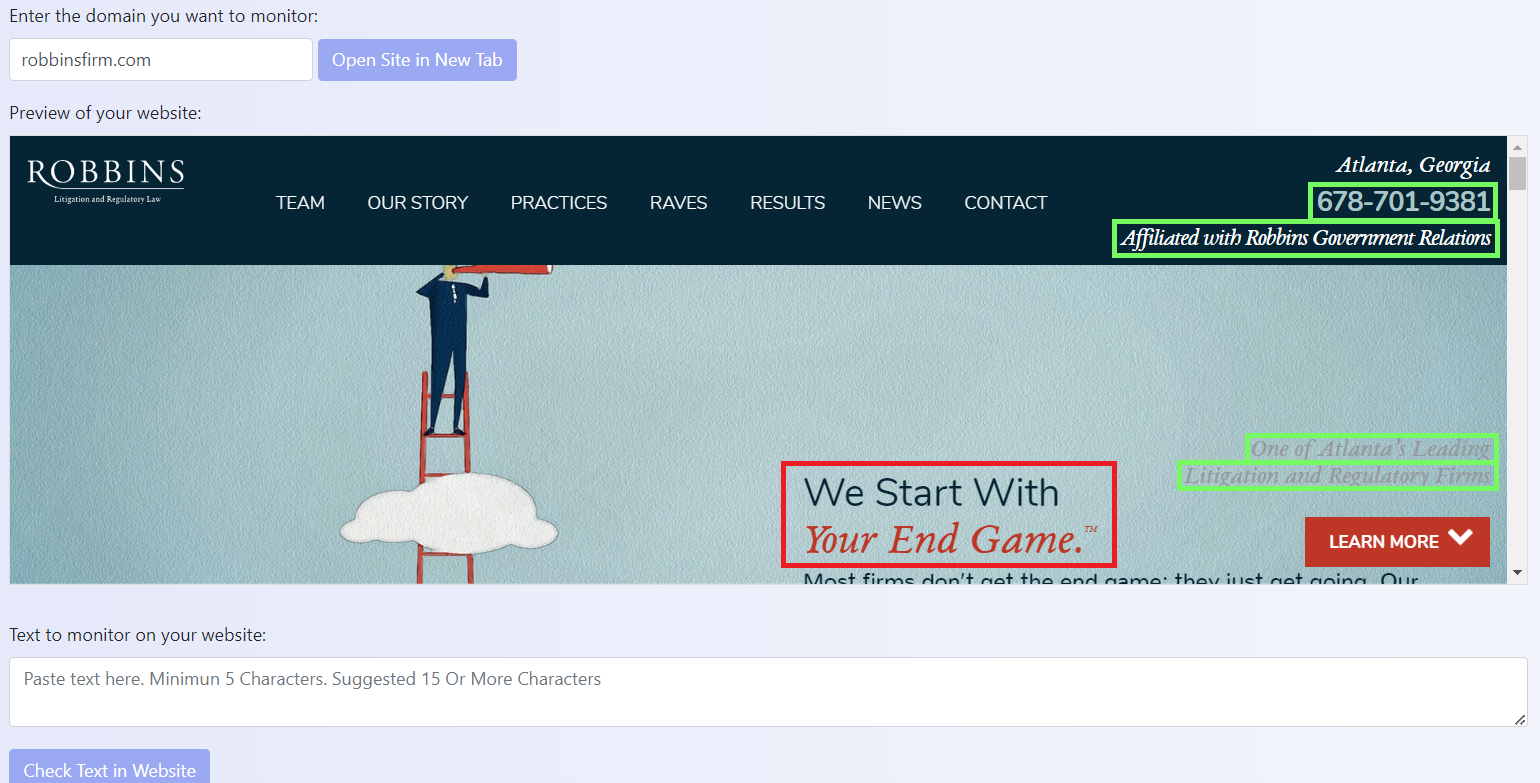 Enter the domain you want to monitor:
robbinsfirm.com
Open Site in New Tab
Preview of your website:
ROBBINS
Litigation and Regulatory Law
TEAM OUR STORY PRACTICES RAVES RESULTS NEWS CONTACT
Atlanta, Georgia
678-701-9381
Affiliated with Robbins Government Relations
One of Atlanta's Leading
Litigation and Regulatory Firms
We Start With
Your End Game.™
LEARN MORE
Most firms don't get the end game; they just get going. Our
Text to monitor on your website:
Paste text here. Minimun 5 Characters. Suggested 15 Or More Characters
Check Text in Website